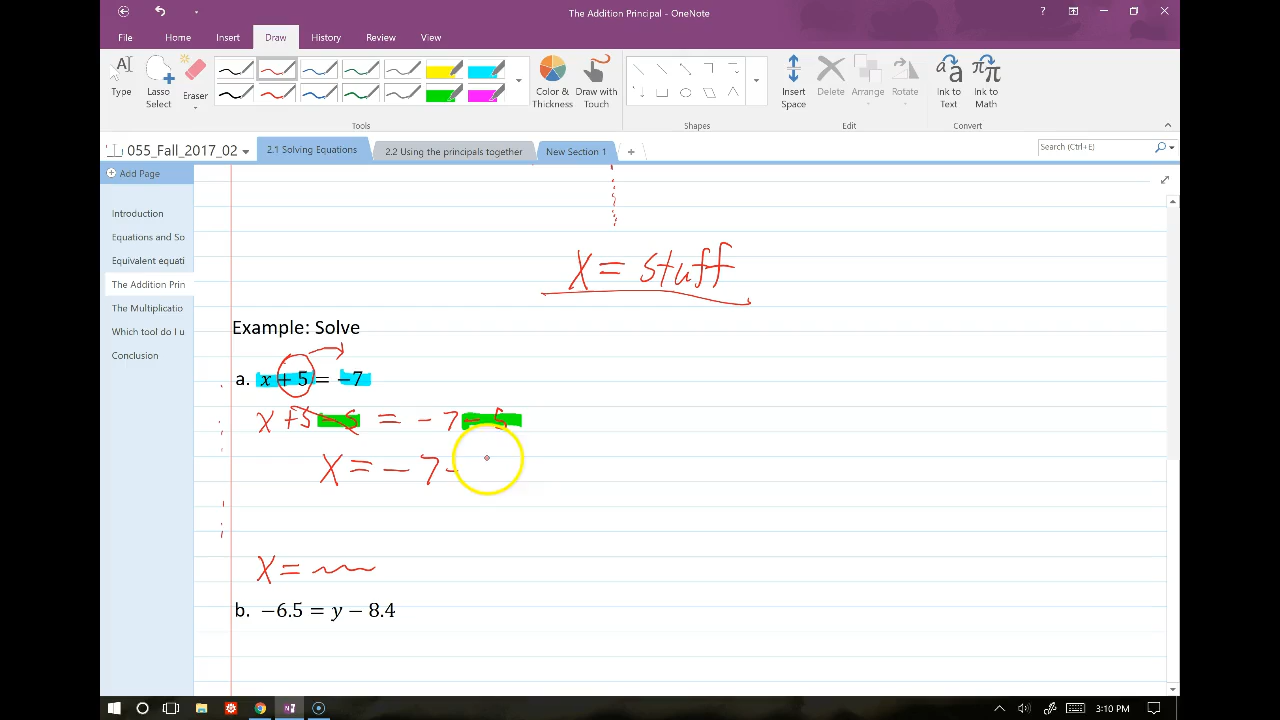 The Addition Principal - OneNote
File Home Insert Draw History Review View
Type Lasso Select Eraser Color & Thickness Draw with Touch Insert Space Delete Arrange Rotate Ink to Text Ink to Math
Tools Shapes Edit Convert
055_Fall_2017_02 2.1 Solving Equations 2.2 Using the principals together New Section 1 Search (Ctrl+E)
Add Page
Introduction
Equations and So
Equivalent equati
The Addition Prin
The Multiplicatio
Which tool do I u
Conclusion
x = stuff
Example: Solve
a. x + 5 = −7
x + 5 - 5 = - 7 - 5
x = - 7 -
x =
b. −6.5 = y − 8.4
3:10 PM